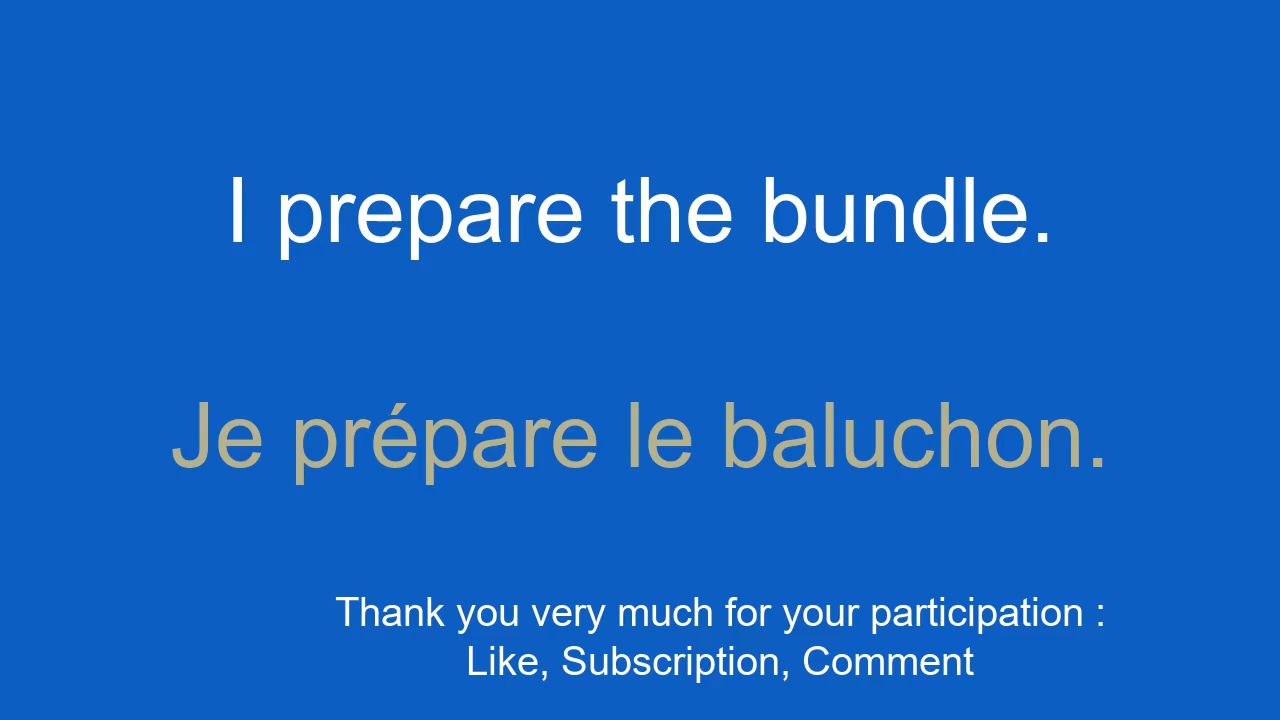 I prepare the bundle.
Je prépare le baluchon.
Thank you very much for your participation :
Like, Subscription, Comment